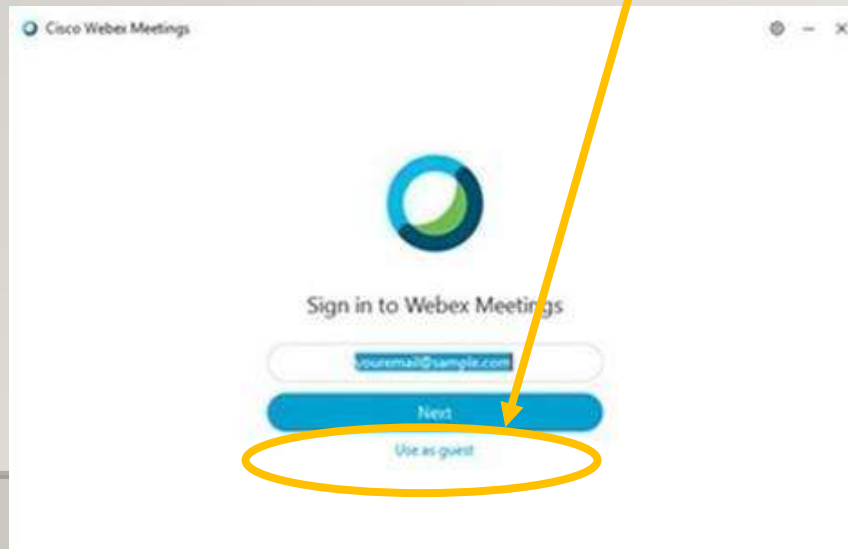 Cisco Webex Meetings
Sign in to Webex Meetings
youremail@sample.com
Next
Use as guest